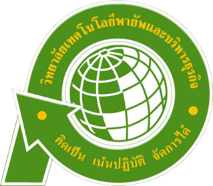 วิทยาลัยเทคโนโลยีพายัพและบริหารธุรกิจ
คิดเป็น เน้นปฏิบัติ จัดการได้